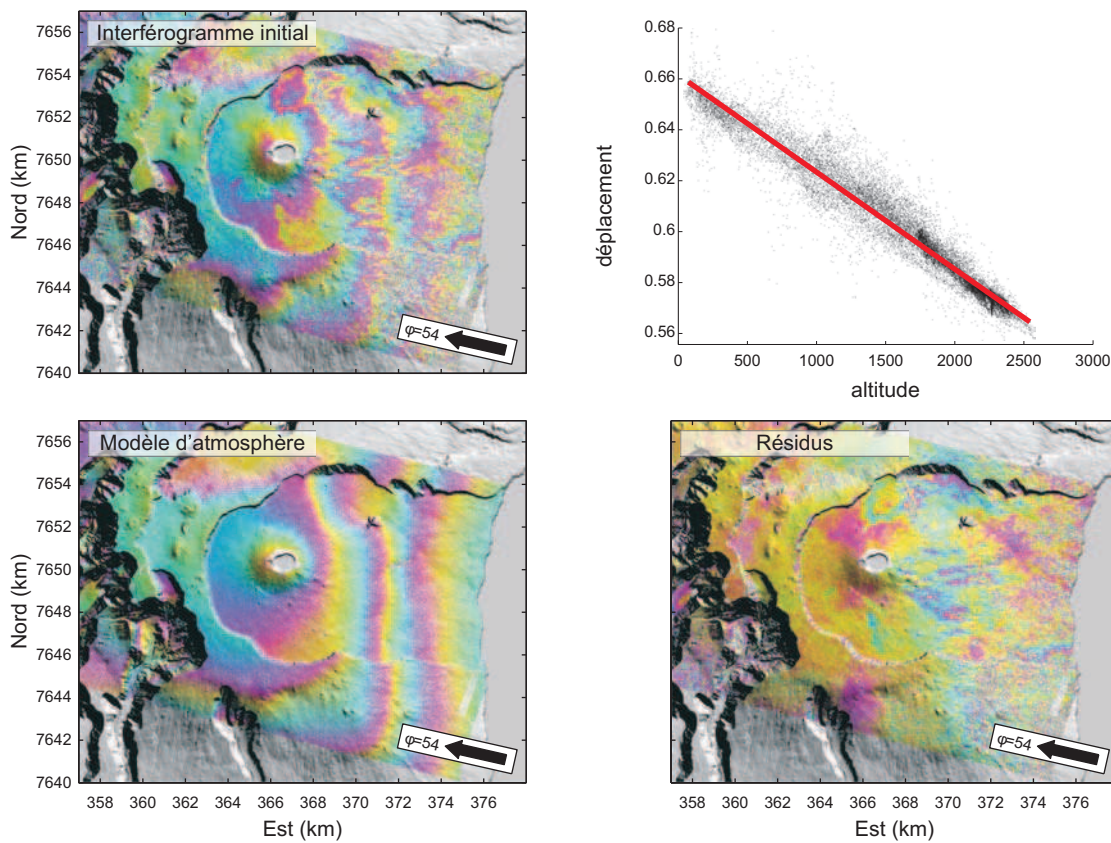 Interférogramme initial
Nord (km)
7656
7654
7652
7650
7648
7646
7644
7642
7640
φ=54
déplacement
0.68
0.66
0.64
0.62
0.6
0.58
0.56
0 500 1000 1500 2000 2500 3000
altitude
Modèle d'atmosphère
Nord (km)
7656
7654
7652
7650
7648
7646
7644
7642
7640
φ=54
358 360 362 364 366 368 370 372 374 376
Est (km)
Résidus
φ=54
358 360 362 364 366 368 370 372 374 376
Est (km)